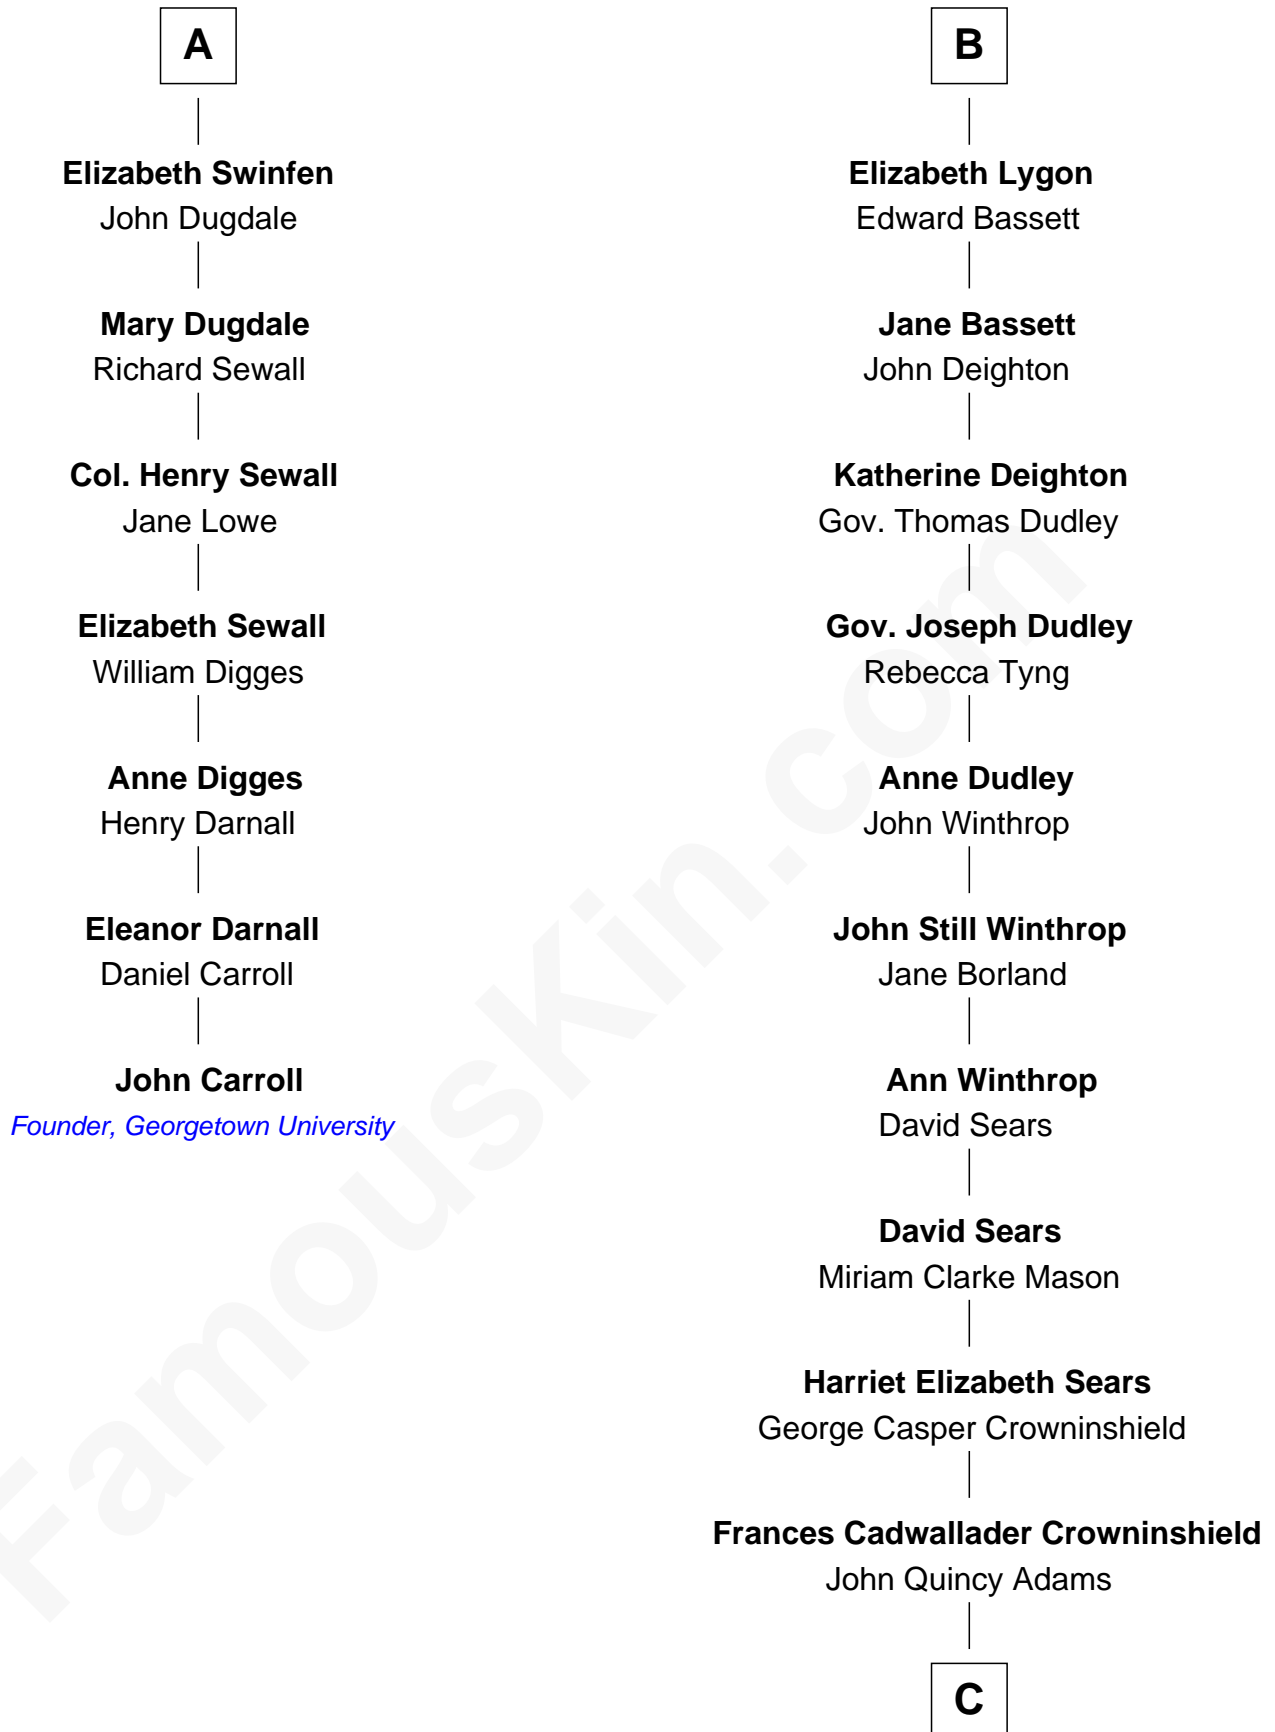 A
Elizabeth Swinfen
John Dugdale
Mary Dugdale
Richard Sewall
Col. Henry Sewall
Jane Lowe
Elizabeth Sewall
William Digges
Anne Digges
Henry Darnall
Eleanor Darnall
Daniel Carroll
John Carroll
Founder, Georgetown University
B
Elizabeth Lygon
Edward Bassett
Jane Bassett
John Deighton
Katherine Deighton
Gov. Thomas Dudley
Gov. Joseph Dudley
Rebecca Tyng
Anne Dudley
John Winthrop
John Still Winthrop
Jane Borland
Ann Winthrop
David Sears
David Sears
Miriam Clarke Mason
Harriet Elizabeth Sears
George Casper Crowninshield
Frances Cadwallader Crowninshield
John Quincy Adams
C
FamousKin.com